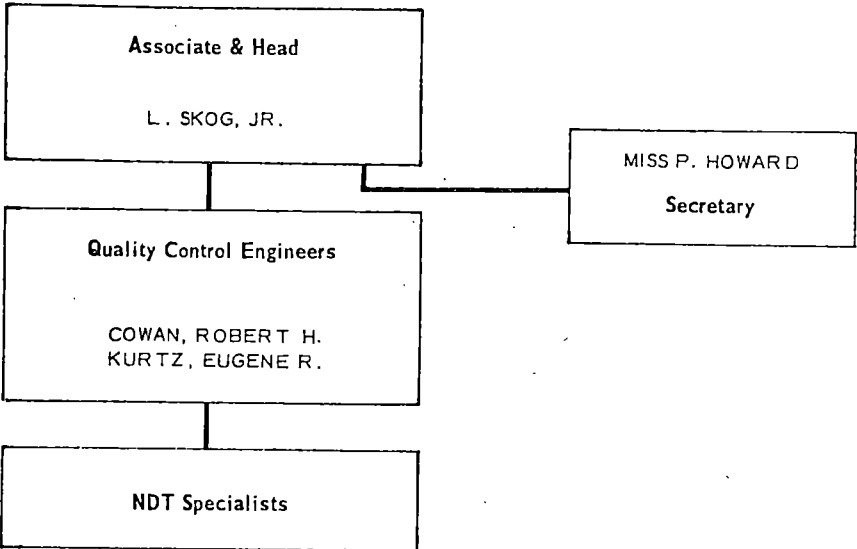 Associate & Head
L. SKOG, JR.
MISS P. HOWARD
Secretary
Quality Control Engineers
COWAN, ROBERT H.
KURTZ, EUGENE R.
NDT Specialists